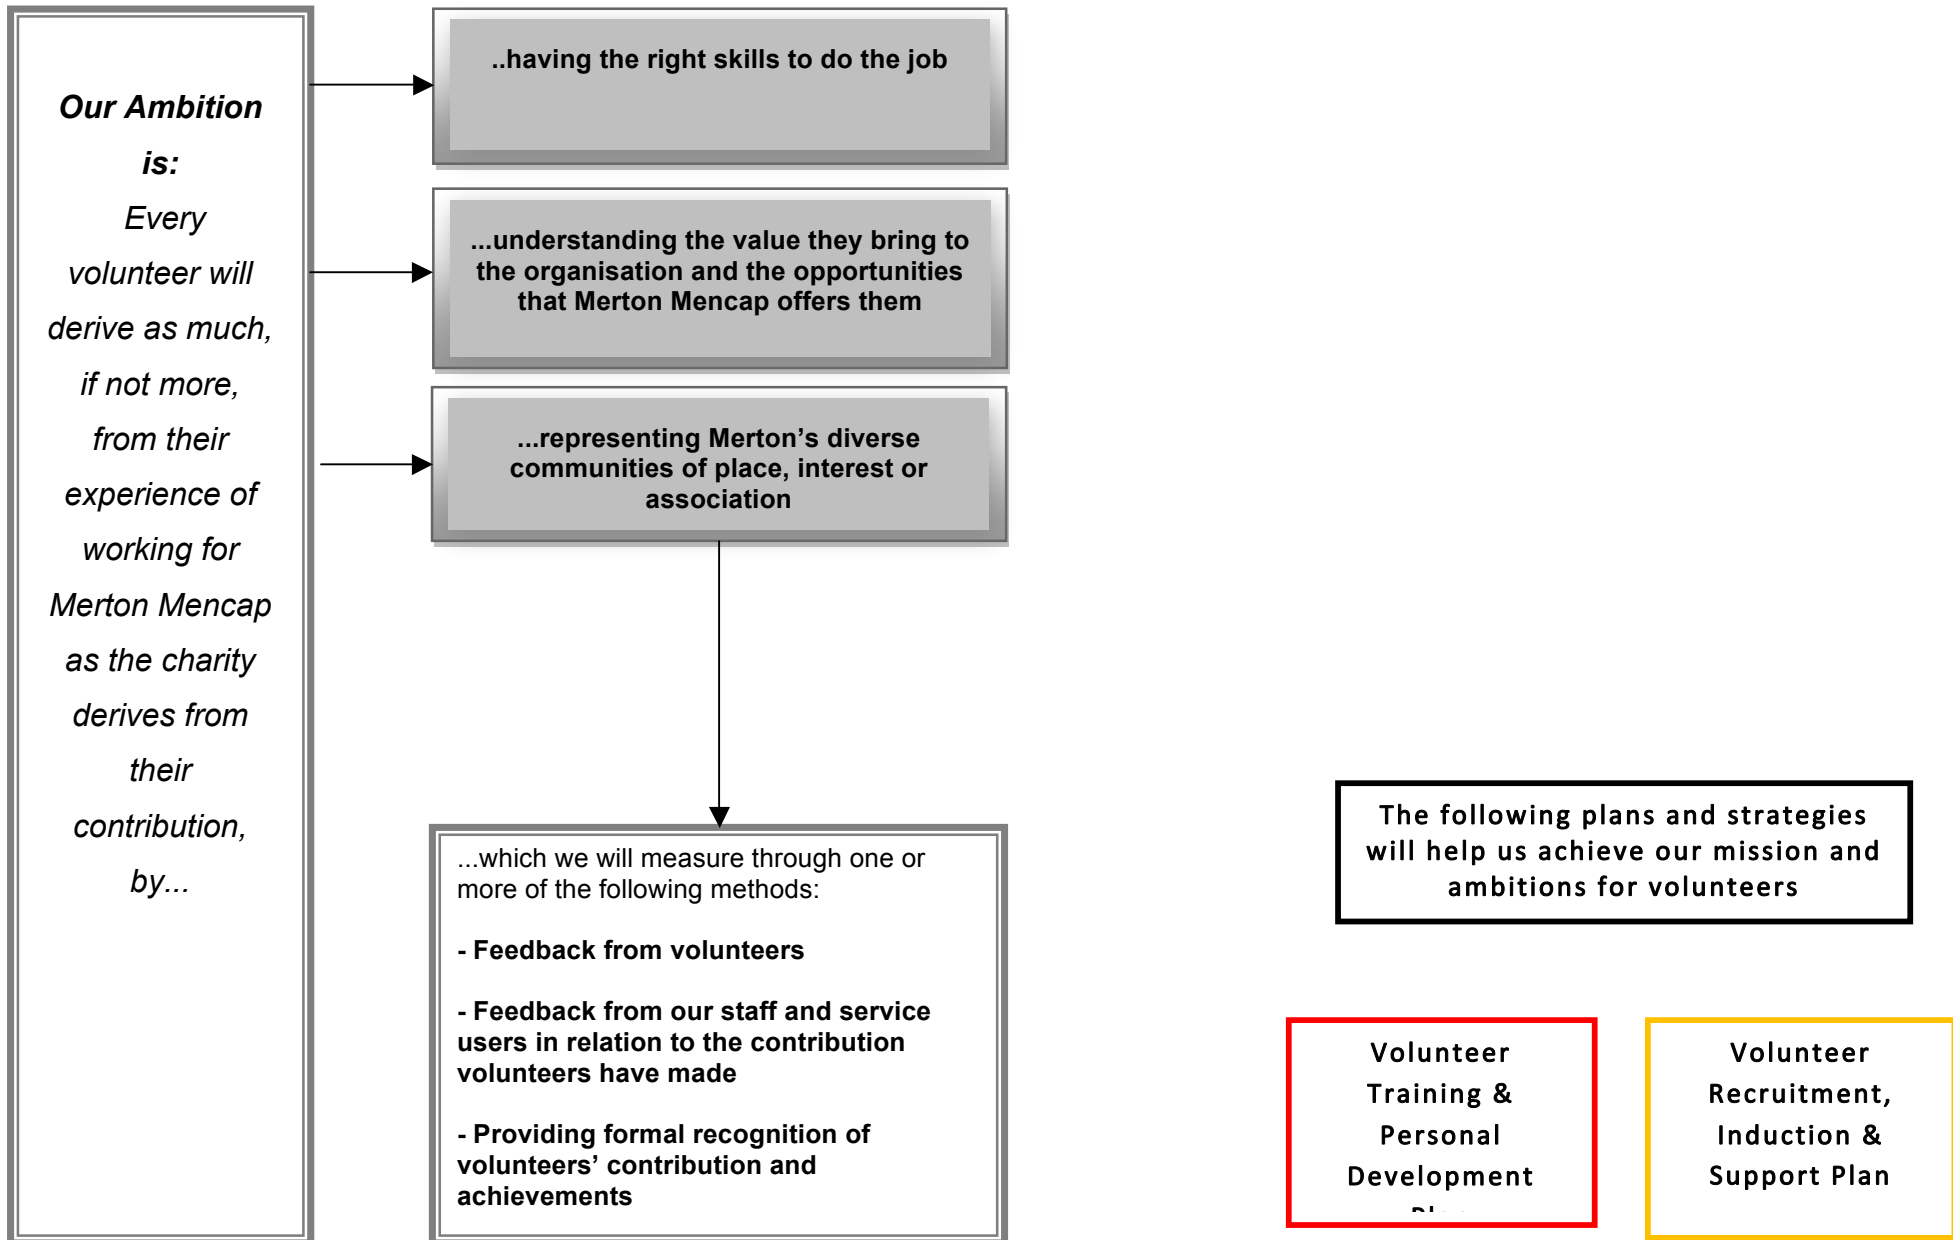 Our Ambition
is:
Every
volunteer will
derive as much,
if not more,
from their
experience of
working for
Merton Mencap
as the charity
derives from
their
contribution,
by...
..having the right skills to do the job
...understanding the value they bring to
the organisation and the opportunities
that Merton Mencap offers them
...representing Merton’s diverse
communities of place, interest or
association
...which we will measure through one or
more of the following methods:
- Feedback from volunteers
- Feedback from our staff and service
users in relation to the contribution
volunteers have made
- Providing formal recognition of
volunteers’ contribution and
achievements
The following plans and strategies
will help us achieve our mission and
ambitions for volunteers
Volunteer
Training &
Personal
Development
Volunteer
Recruitment,
Induction &
Support Plan